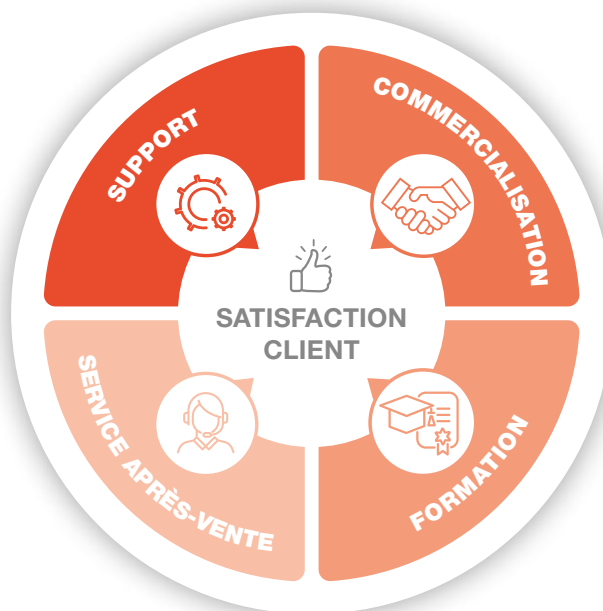 SUPPORT
COMMERCIALISATION
SATISFACTION
CLIENT
SERVICE APRÈS-VENTE
FORMATION